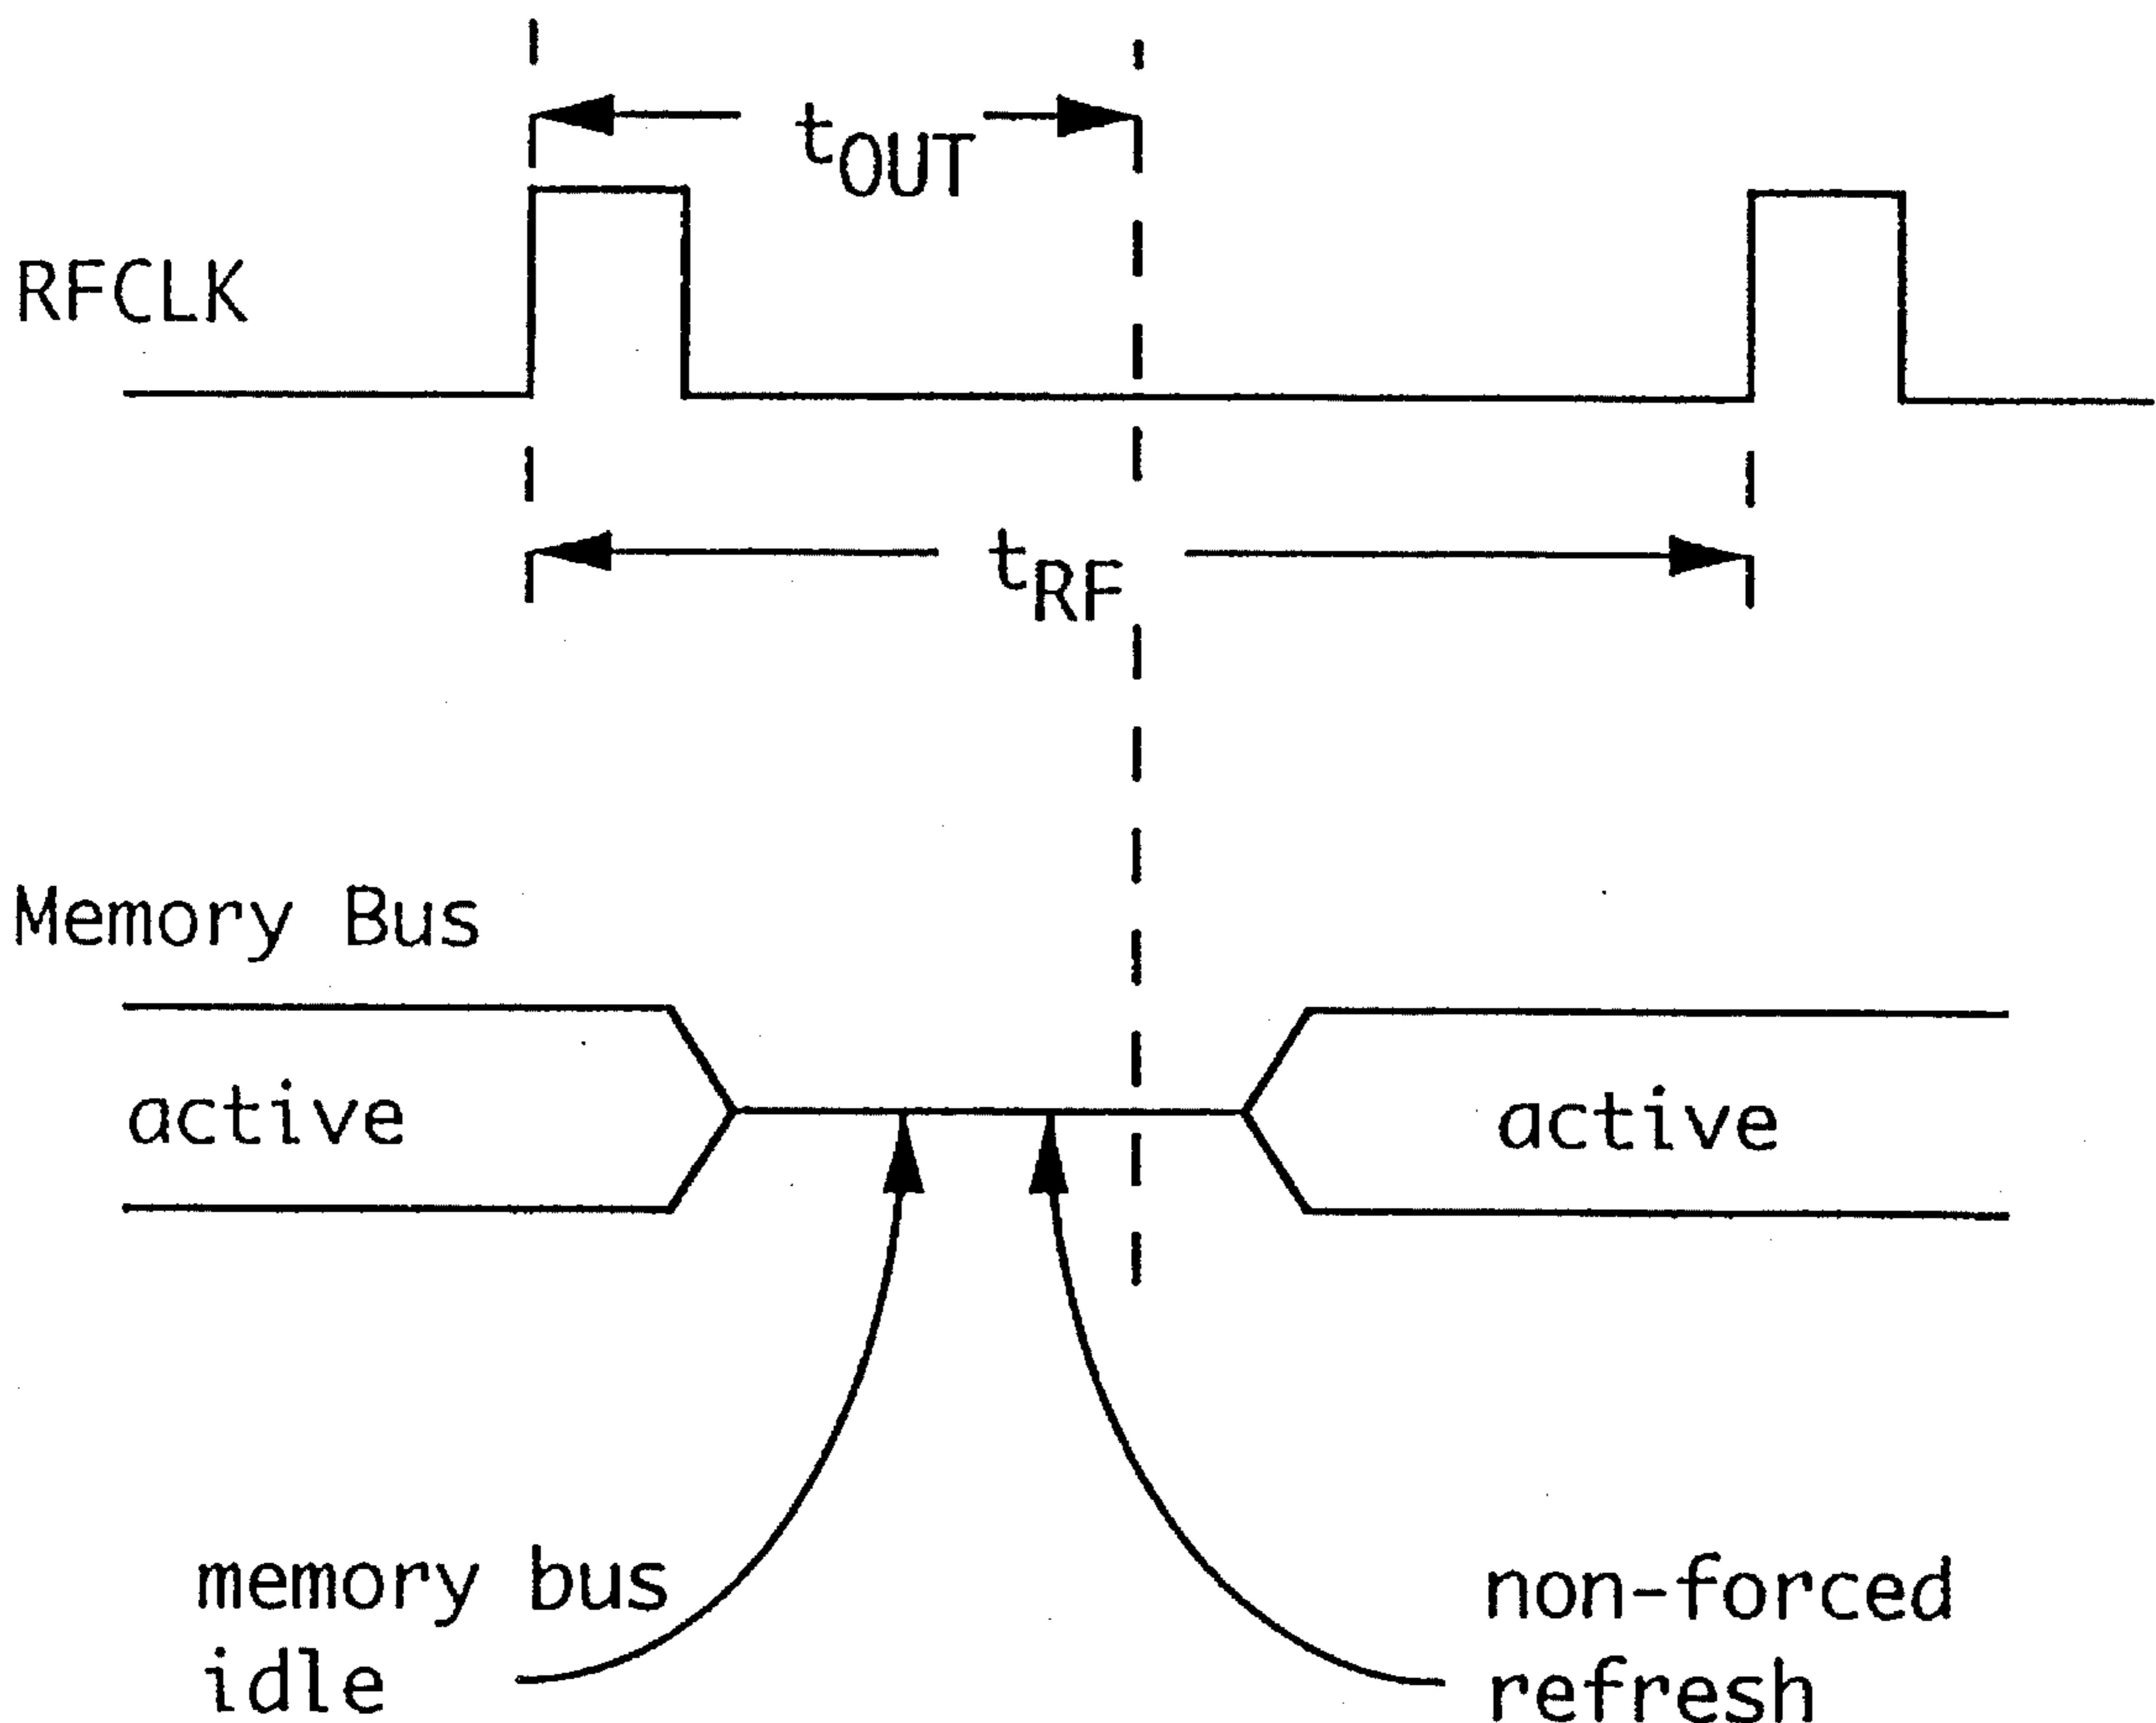 tOUT
RFCLK
tRF
Memory Bus
active
active
memory bus
idle
non-forced
refresh